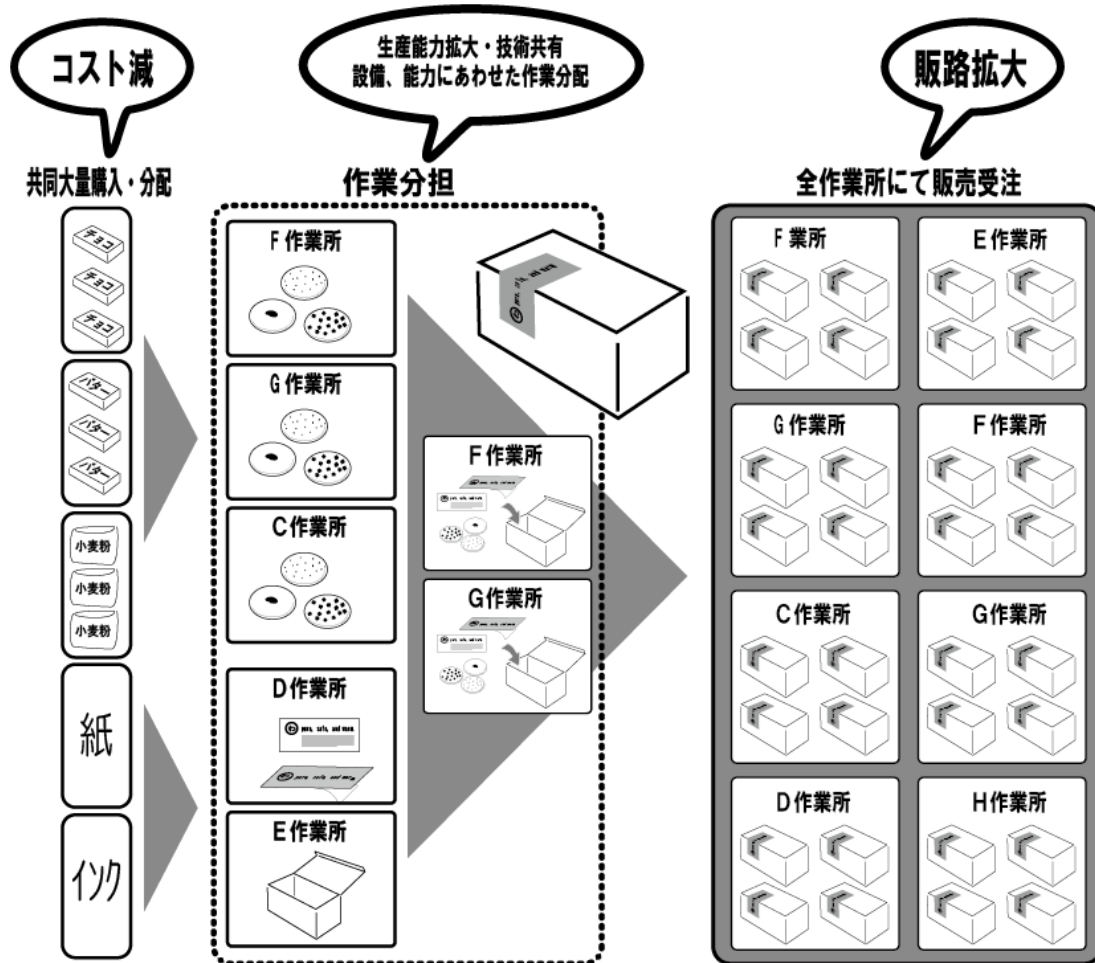 コスト減
生産能力拡大・技術共有
設備、能力にあわせた作業分配
販路拡大
共同大量購入・分配
作業分担
全作業所にて販売受注
チョコ
チョコ
チョコ
バター
バター
バター
小麦粉
小麦粉
小麦粉
紙
インク
F作業所
G作業所
C作業所
D作業所
E作業所
F作業所
G作業所
F業所
E作業所
G作業所
F作業所
C作業所
G作業所
D作業所
H作業所